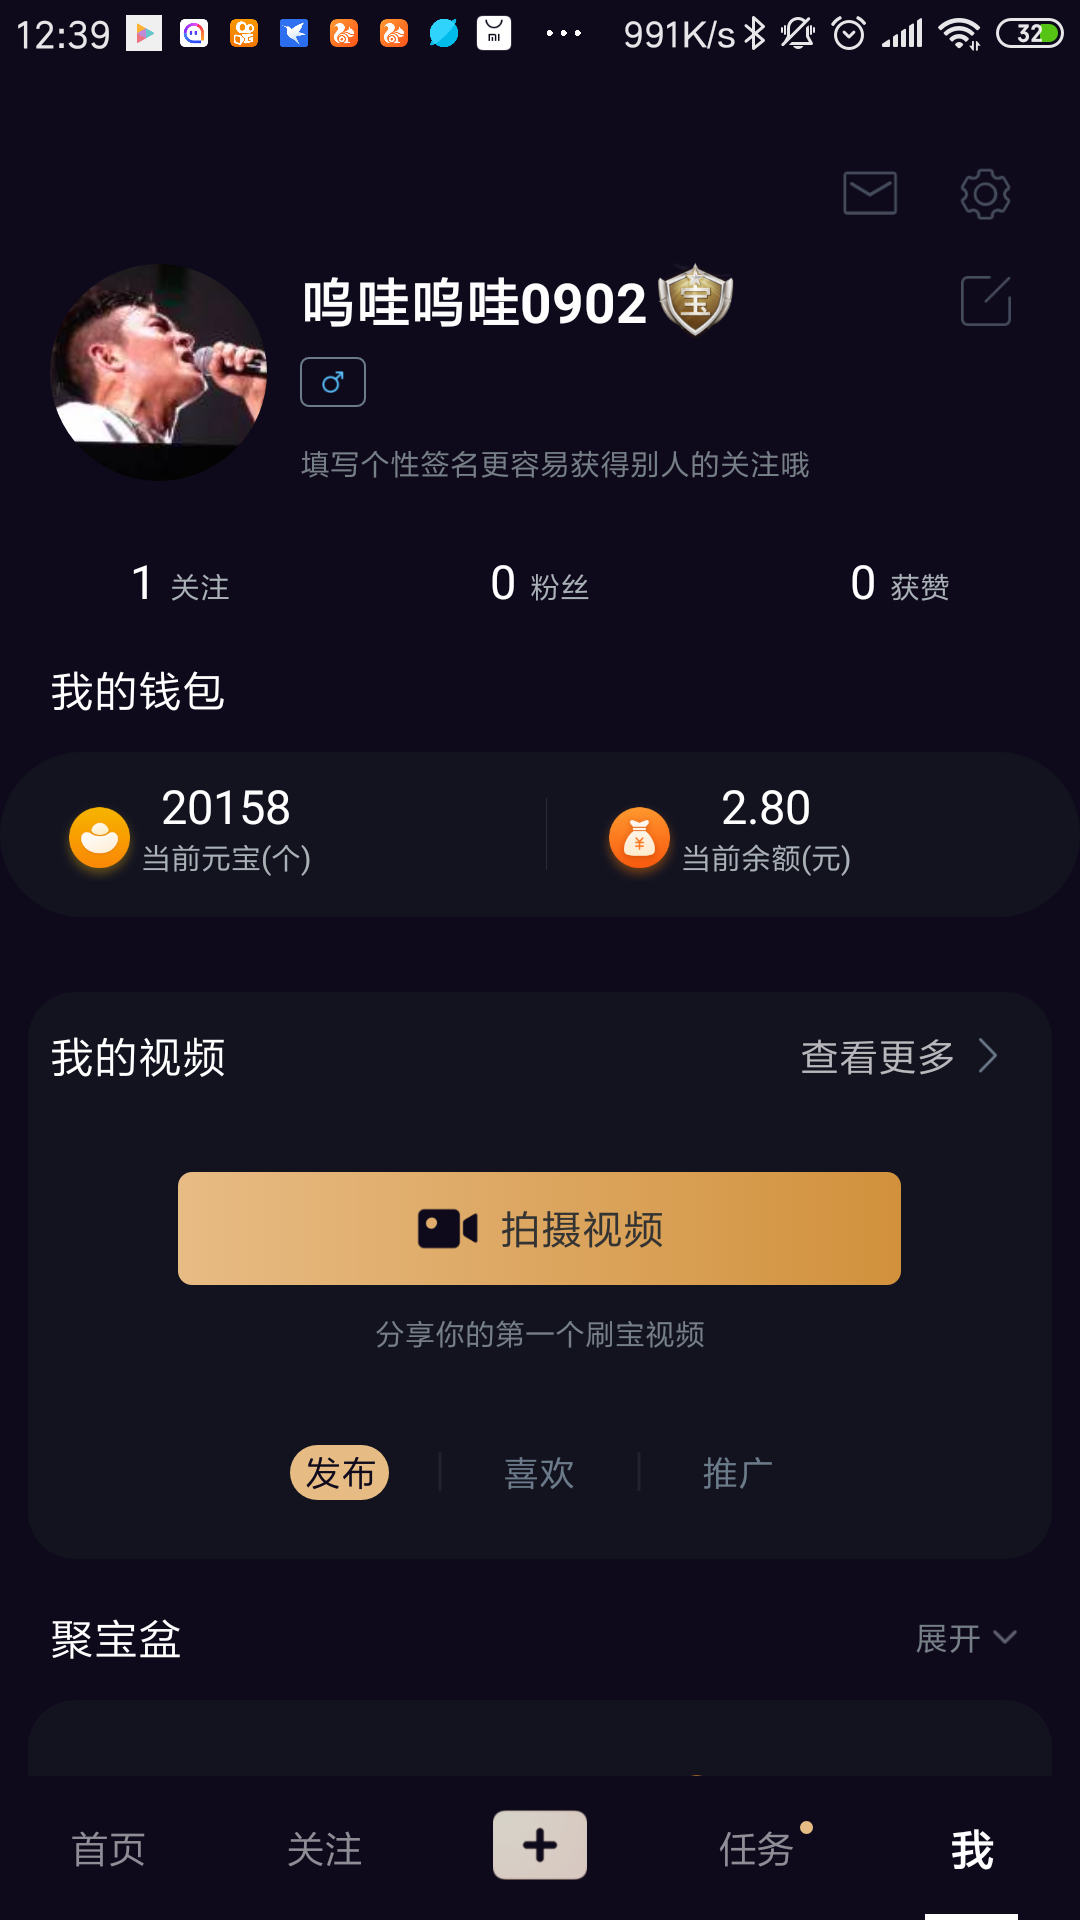 12:39 991K/s 32
呜哇呜哇0902 宝
填写个性签名更容易获得别人的关注哦
1 关注 0 粉丝 0 获赞
我的钱包
20158 2.80
当前元宝(个) 当前余额(元)
我的视频 查看更多
拍摄视频
分享你的第一个刷宝视频
发布 喜欢 推广
聚宝盆 展开
首页 关注 任务 我